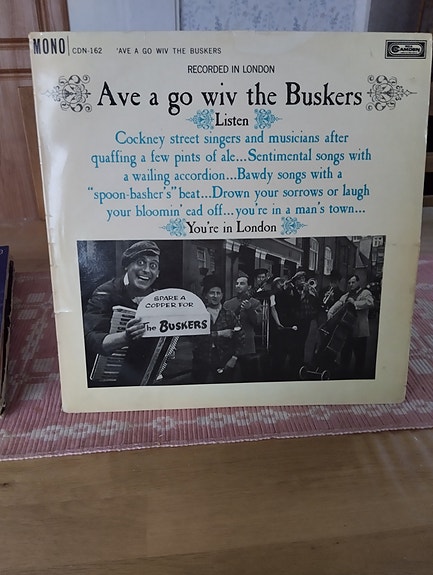 MONO CDN-162 'AVE A GO WIV THE BUSKERS
CAMDEN
RECORDED IN LONDON
Ave a go wiv the Buskers
Listen
Cockney street singers and musicians after
quaffing a few pints of ale...Sentimental songs with
a wailing accordion...Bawdy songs with a
"spoon-basher's" beat...Drown your sorrows or laugh
your bloomin' ead off...you're in a man's town...
You're in London
SPARE A
COPPER FOR
The BUSKERS